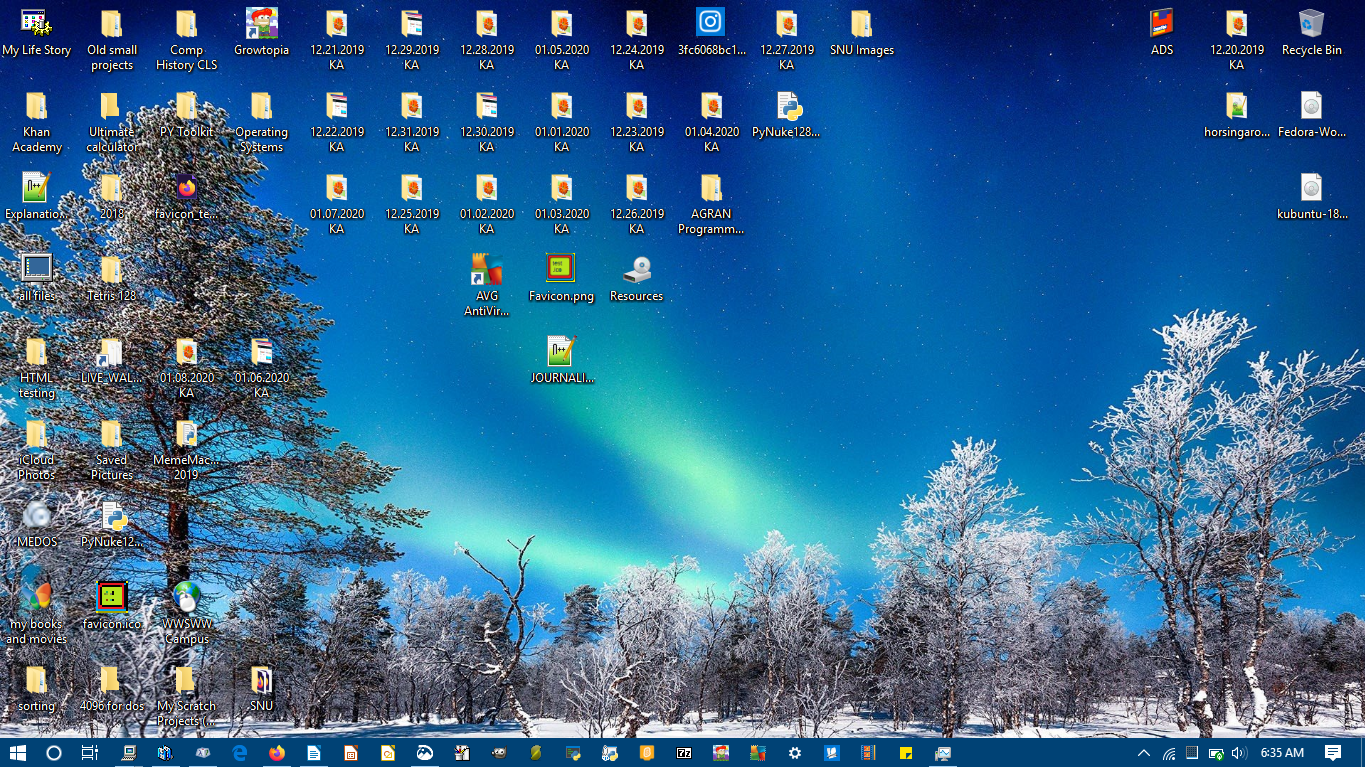 My Life Story
Old small
projects
Comp
History CLS
Growtopia
12.21.2019
KA
12.29.2019
KA
12.28.2019
KA
01.05.2020
KA
12.24.2019
KA
3fc6068bc1...
12.27.2019
KA
SNU Images
ADS
12.20.2019
KA
Recycle Bin
Khan
Academy
Ultimate
calculator
PY Toolkit
Operating
Systems
12.22.2019
KA
12.31.2019
KA
12.30.2019
KA
01.01.2020
KA
12.23.2019
KA
01.04.2020
KA
PyNuke128...
horsingaro...
Fedora-Wo...
Explanatio...
2018
favicon_te...
01.07.2020
KA
12.25.2019
KA
01.02.2020
KA
01.03.2020
KA
12.26.2019
KA
AGRAN
Programm...
kubuntu-18...
all files
Tetris 128
AVG
AntiVir...
Favicon.png
Resources
HTML
testing
LIVE_WAL...
01.08.2020
KA
01.06.2020
KA
JOURNALI...
iCloud
Photos
Saved
Pictures
MemeMac...
2019
MEDOS
PyNuke12...
my books
and movies
favicon.ico
WWSWW
Campus
sorting
4096 for dos
My Scratch
Projects (...
SNU
6:35 AM